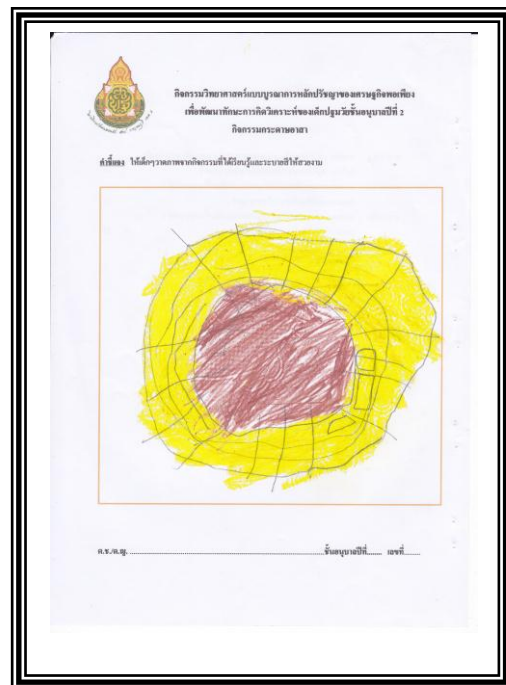 กิจกรรมวิทยาศาสตร์แบบบูรณาการหลักปรัชญาของเศรษฐกิจพอเพียง
เพื่อพัฒนาทักษะการคิดวิเคราะห์ของเด็กปฐมวัยชั้นอนุบาลปีที่ 2
กิจกรรมกระดาษอาสา
คำชี้แจง ให้เด็กๆวาดภาพจากกิจกรรมที่ได้เรียนรู้และระบายสีให้สวยงาม
ด.ช./ด.ญ. ........................................................ชั้นอนุบาลปีที่....... เลขที่.......